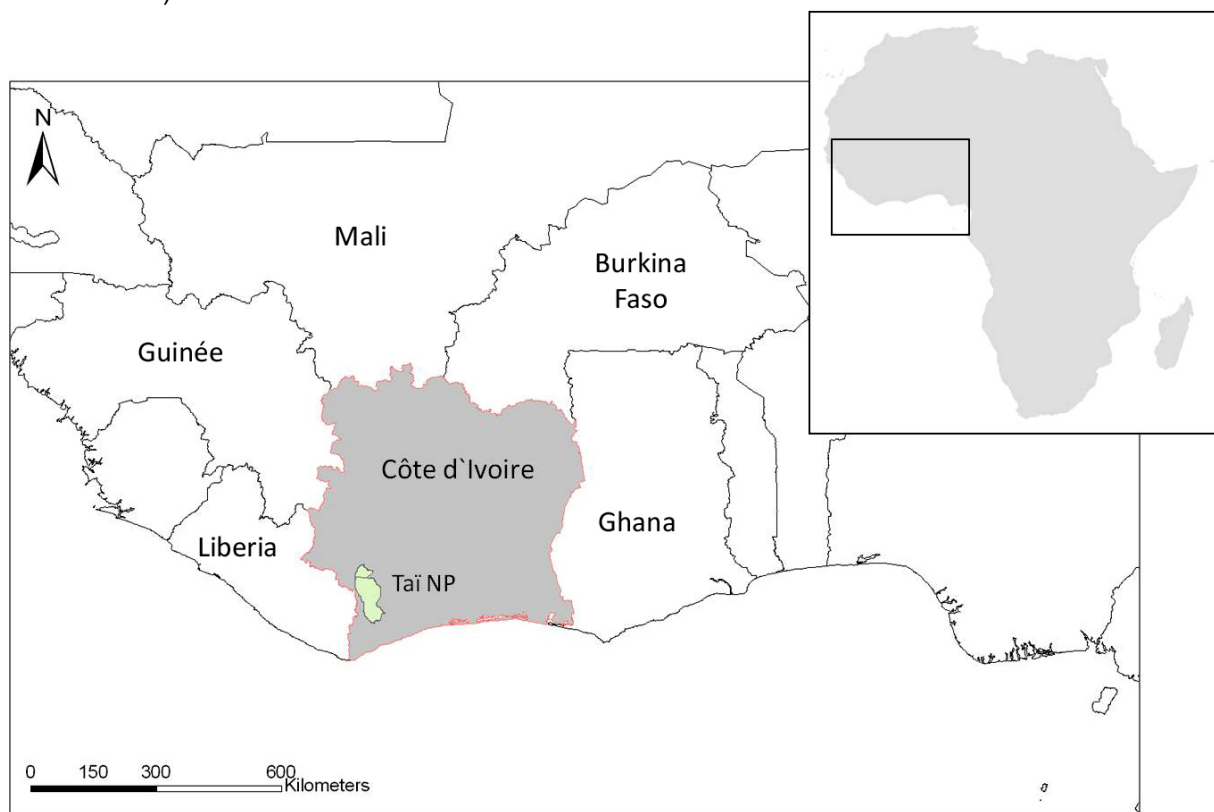 )
N
Mali
Burkina
Faso
Guinée
Côte d`Ivoire
Ghana
Liberia
Taï NP
0 150 300 600
Kilometers